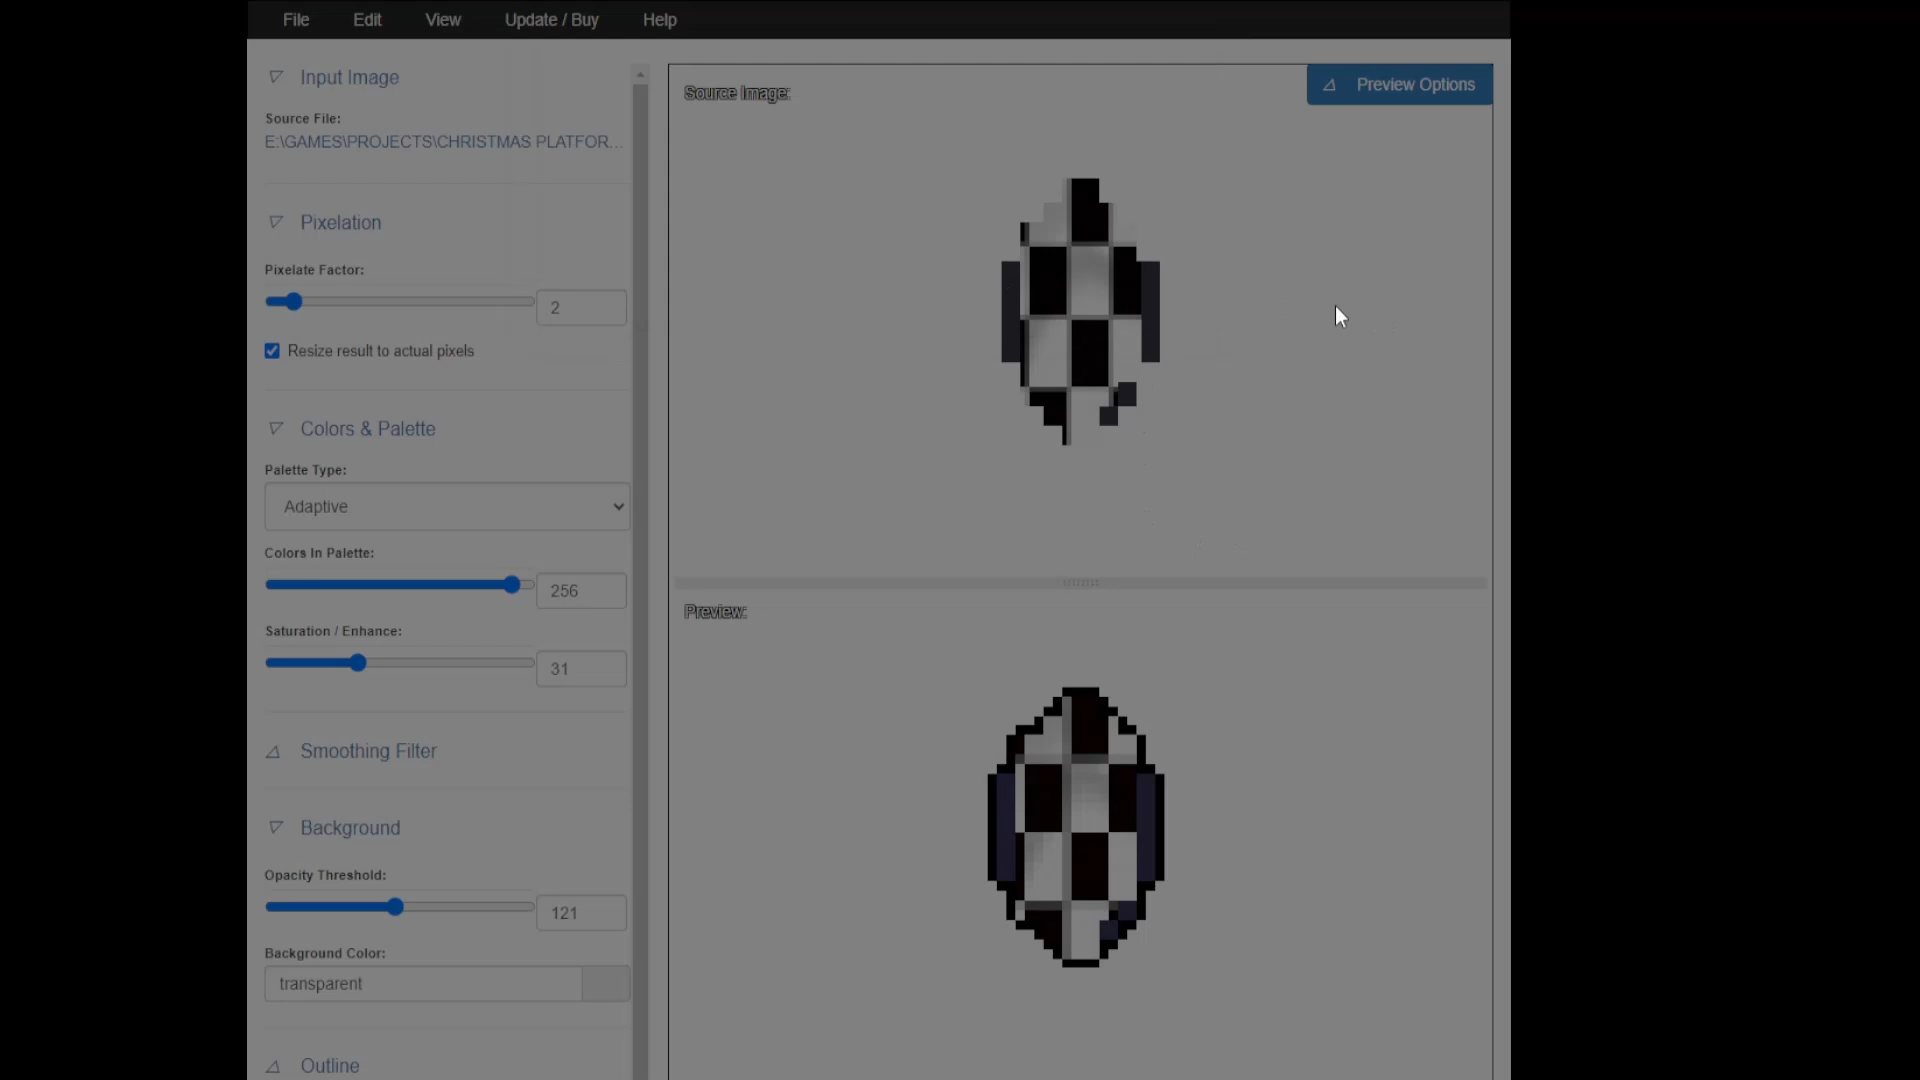 File Edit View Update / Buy Help
Input Image
Source File:
E:\GAMES\PROJECTS\CHRISTMAS PLATFOR...
Pixelation
Pixelate Factor:
2
Resize result to actual pixels
Colors & Palette
Palette Type:
Adaptive
Colors In Palette:
256
Saturation / Enhance:
31
Smoothing Filter
Background
Opacity Threshold:
121
Background Color:
transparent
Outline
Source Image:
Preview Options
Preview: